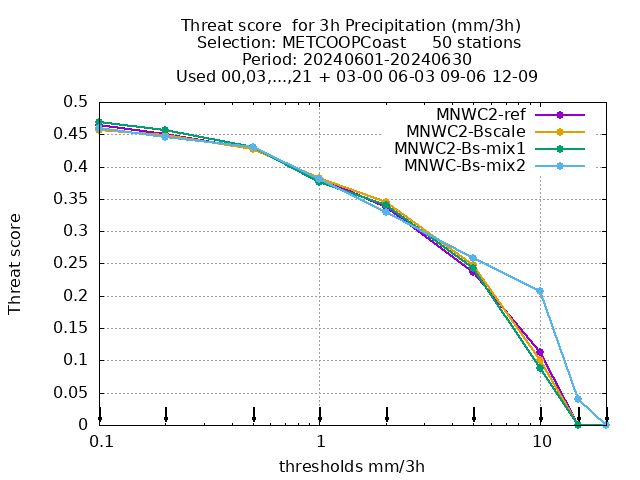 Threat score  for 3h Precipitation (mm/3h)
Selection: METCOOPCoast     50 stations
Period: 20240601-20240630
Used 00,03,...,21 + 03-00 06-03 09-06 12-09
MNWC2-ref
MNWC2-Bscale
MNWC2-Bs-mix1
MNWC-Bs-mix2
Threat score
0.5
0.45
0.4
0.35
0.3
0.25
0.2
0.15
0.1
0.05
0
0.1 1 10
thresholds mm/3h